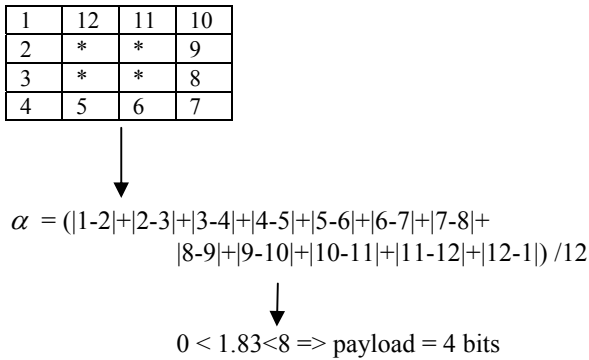 1 12 11 10
2 * * 9
3 * * 8
4 5 6 7
α = (|1-2|+|2-3|+|3-4|+|4-5|+|5-6|+|6-7|+|7-8|+
|8-9|+|9-10|+|10-11|+|11-12|+|12-1|) /12
0 < 1.83<8 => payload = 4 bits